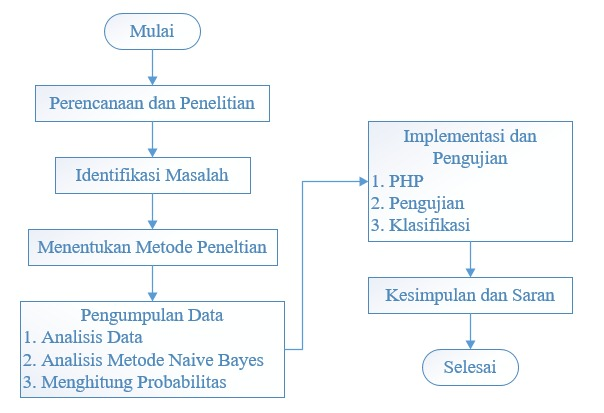 Mulai
Perencanaan dan Penelitian
Identifikasi Masalah
Menentukan Metode Peneltian
Pengumpulan Data
1. Analisis Data
2. Analisis Metode Naive Bayes
3. Menghitung Probabilitas
Implementasi dan
Pengujian
1. PHP
2. Pengujian
3. Klasifikasi
Kesimpulan dan Saran
Selesai